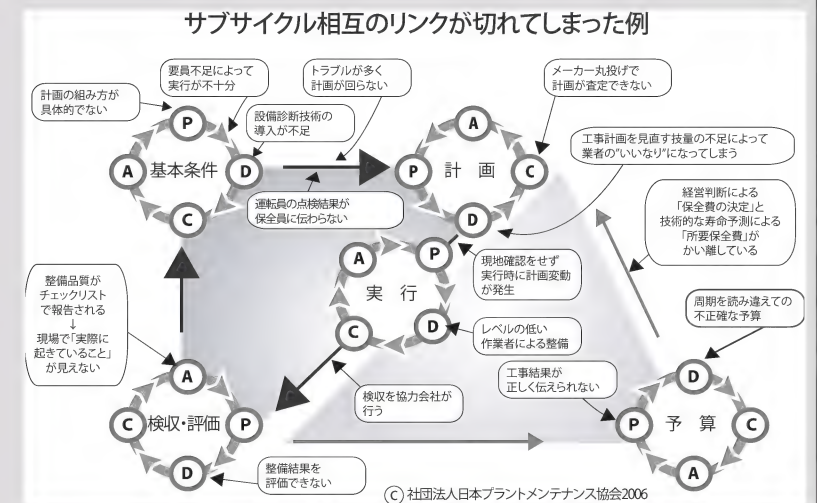 サブサイクル相互のリンクが切れてしまった例
計画の組み方が
具体的でない
要員不足によって
実行が不十分
トラブルが多く
計画が回らない
メーカー丸投げで
計画が査定できない
設備診断技術の
導入が不足
工事計画を見直す技量の不足によって
業者の"いいなり"になってしまう
P
A 基本条件 D
C
A
P 計 画 C
D
運転員の点検結果が
保全員に伝わらない
経営判断による
「保全費の決定」と
技術的な寿命予測による
「所要保全費」が
かい離している
A P
実 行
C D
現地確認をせず
実行時に計画変動
が発生
整備品質が
チェックリスト
で報告される
↓
現場で「実際に
起きていること」
が見えない
レベルの低い
作業者による整備
周期を読み違えての
不正確な予算
検収を協力会社が
行う
工事結果が
正しく伝えられない
A
C 検収・評価 P
D
D
P 予 算 C
A
整備結果を
評価できない
Ⓒ 社団法人日本プラントメンテナンス協会2006